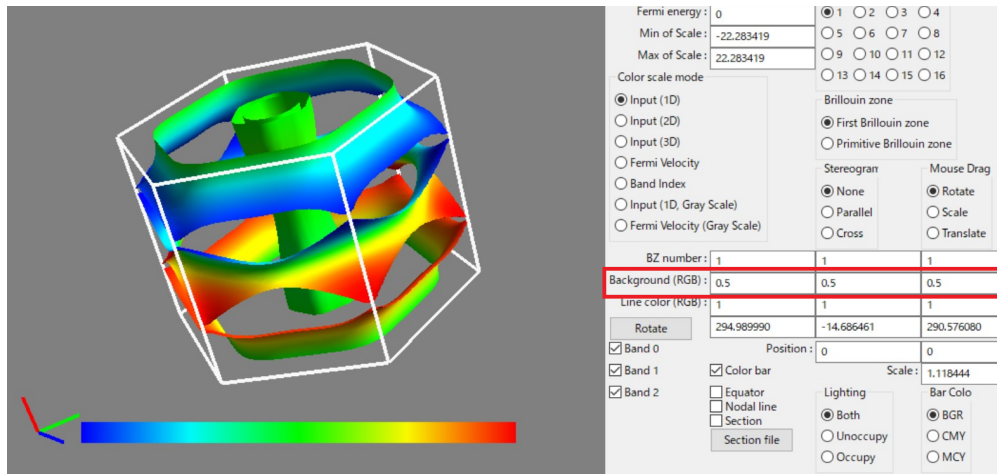 Fermi energy : 0
1 2 3 4
Min of Scale : -22.283419
5 6 7 8
Max of Scale : 22.283419
9 10 11 12
13 14 15 16
Color scale mode
Input (1D)
Input (2D)
Input (3D)
Fermi Velocity
Band Index
Input (1D, Gray Scale)
Fermi Velocity (Gray Scale)
Brillouin zone
First Brillouin zone
Primitive Brillouin zone
Stereogram
None
Parallel
Cross
Mouse Drag
Rotate
Scale
Translate
BZ number : 1 1 1
Background (RGB) : 0.5 0.5 0.5
Line color (RGB) : 1 1 1
Rotate 294.989990 -14.686461 290.576080
Band 0 Position : 0 0
Band 1 Color bar Scale : 1.118444
Band 2
Equator
Nodal line
Section
Section file
Lighting
Both
Unoccupy
Occupy
Bar Colo
BGR
CMY
MCY